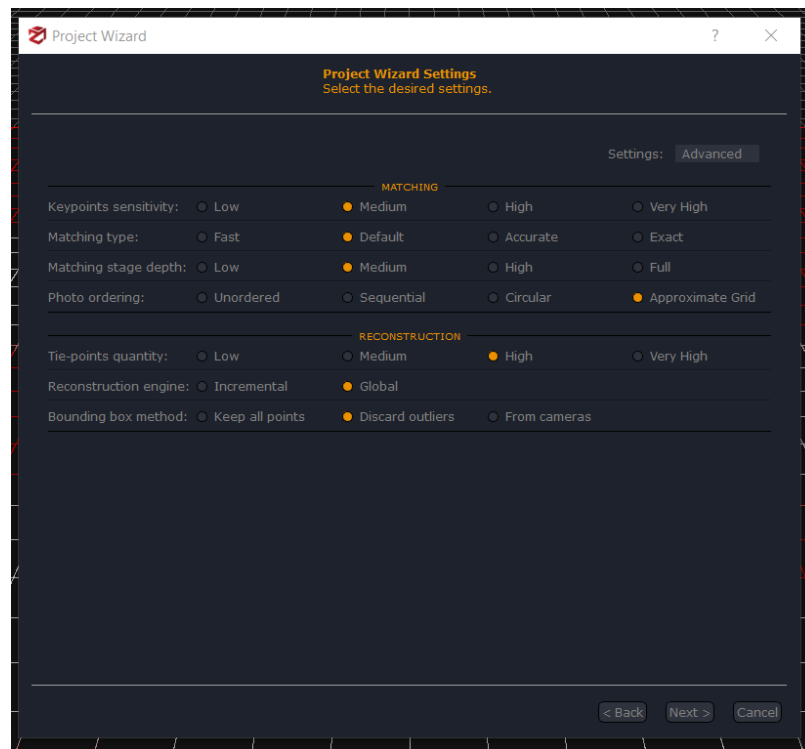 Project Wizard ?
Project Wizard Settings
Select the desired settings.
Settings: Advanced
MATCHING
Keypoints sensitivity: Low Medium High Very High
Matching type: Fast Default Accurate Exact
Matching stage depth: Low Medium High Full
Photo ordering: Unordered Sequential Circular Approximate Grid
RECONSTRUCTION
Tie-points quantity: Low Medium High Very High
Reconstruction engine: Incremental Global
Bounding box method: Keep all points Discard outliers From cameras
< Back Next > Cancel